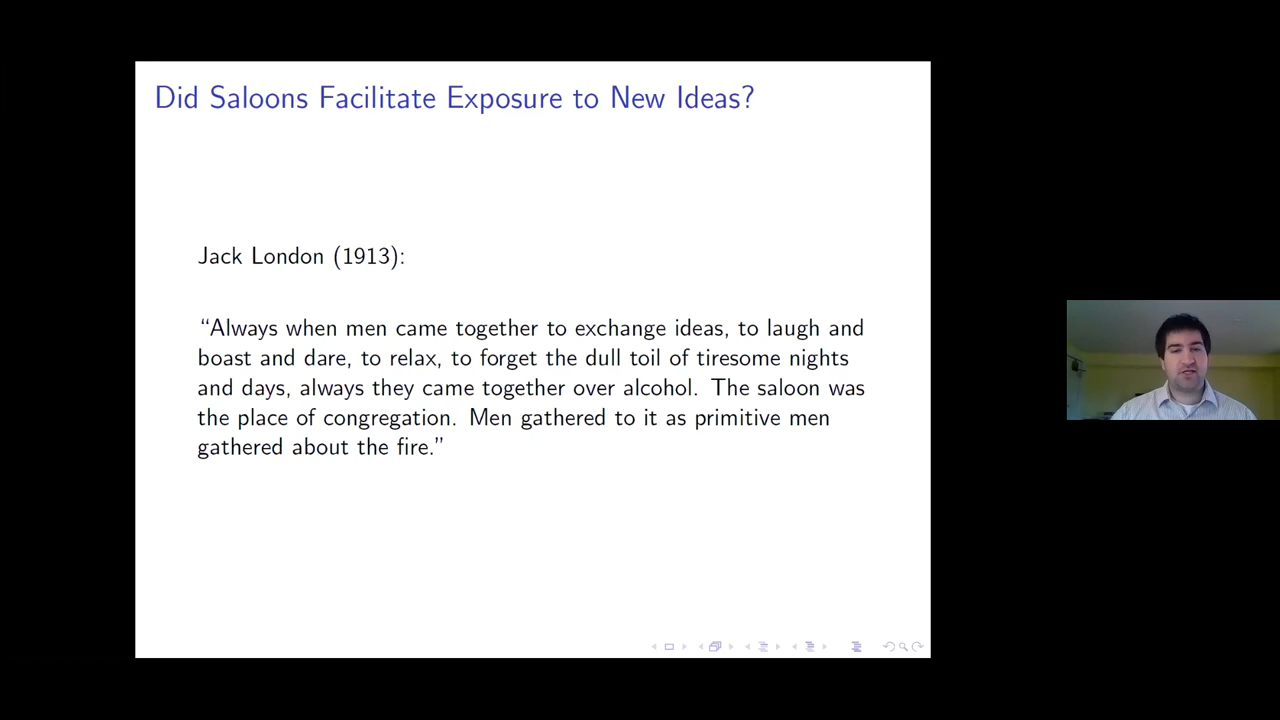 Did Saloons Facilitate Exposure to New Ideas?
Jack London (1913):
“Always when men came together to exchange ideas, to laugh and
boast and dare, to relax, to forget the dull toil of tiresome nights
and days, always they came together over alcohol. The saloon was
the place of congregation. Men gathered to it as primitive men
gathered about the fire.”